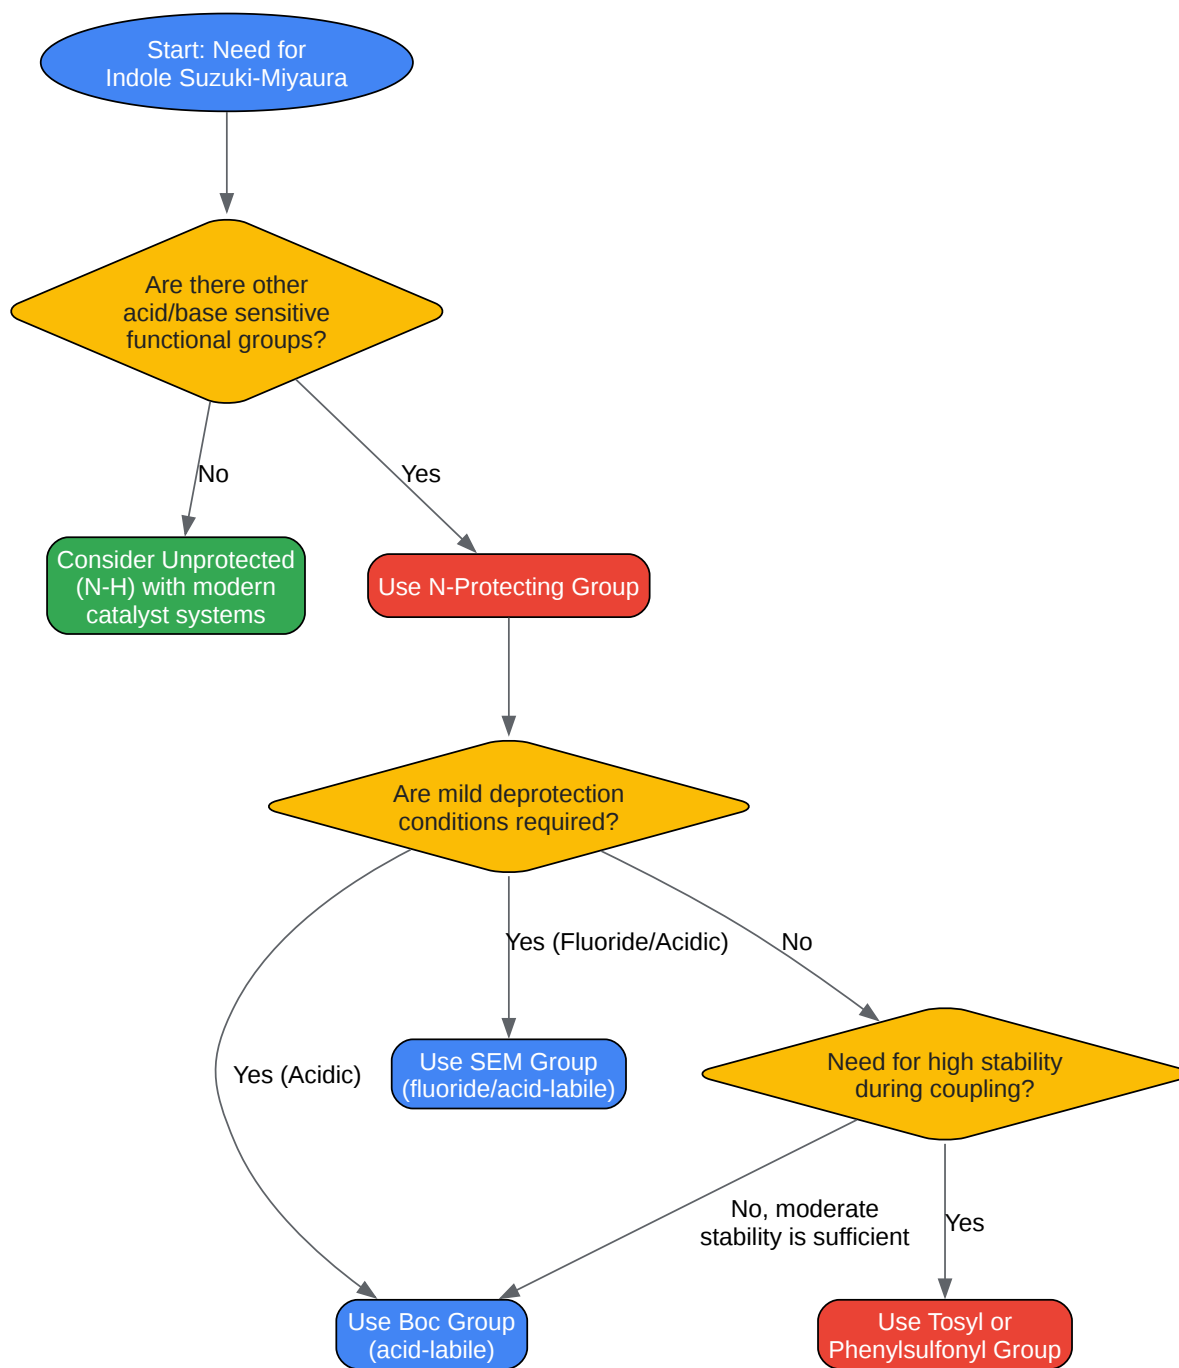 Start: Need for
Indole Suzuki-Miyaura
Are there other
acid/base sensitive
functional groups?
No
Yes
Consider Unprotected
(N-H) with modern
catalyst systems
Use N-Protecting Group
Are mild deprotection
conditions required?
Yes (Fluoride/Acidic)
No
Yes (Acidic)
Use SEM Group
(fluoride/acid-labile)
Need for high stability
during coupling?
No, moderate
stability is sufficient
Yes
Use Boc Group
(acid-labile)
Use Tosyl or
Phenylsulfonyl Group